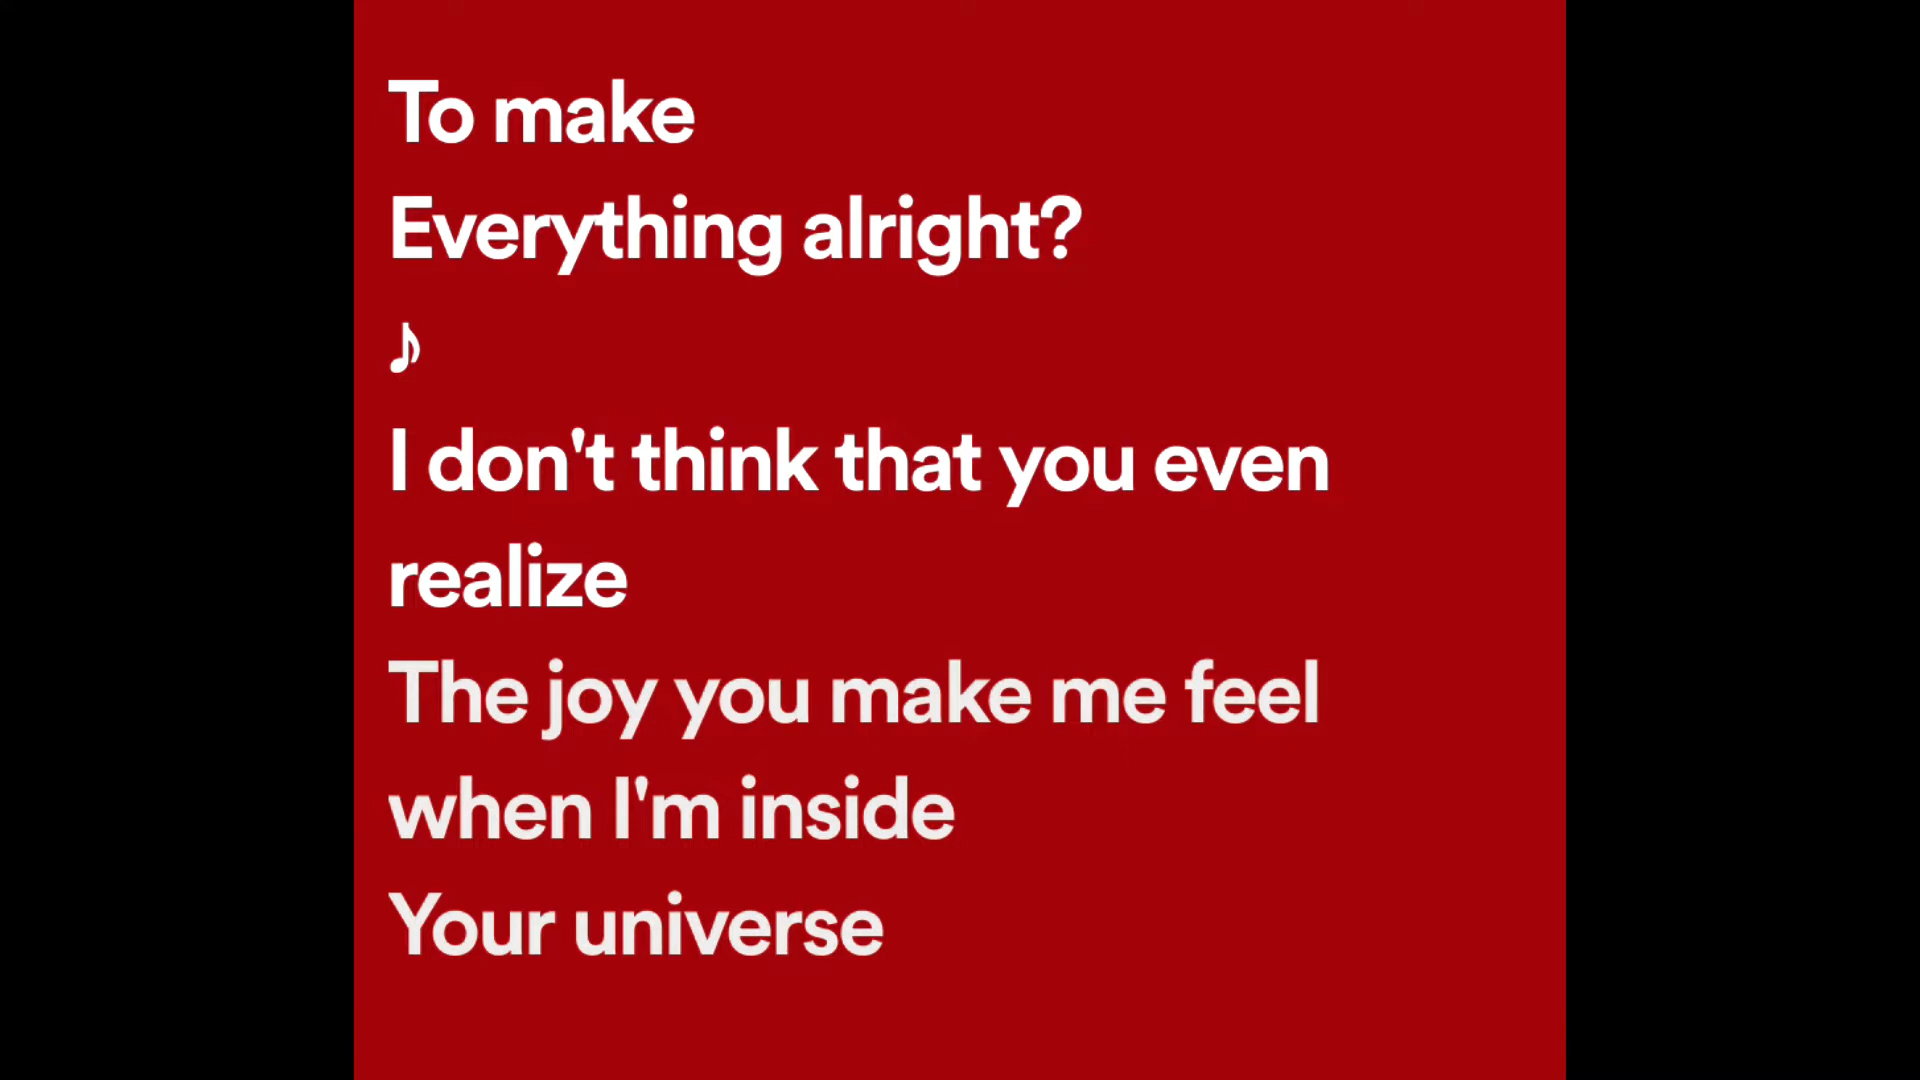 To make
Everything alright?
♪
I don't think that you even
realize
The joy you make me feel
when I'm inside
Your universe